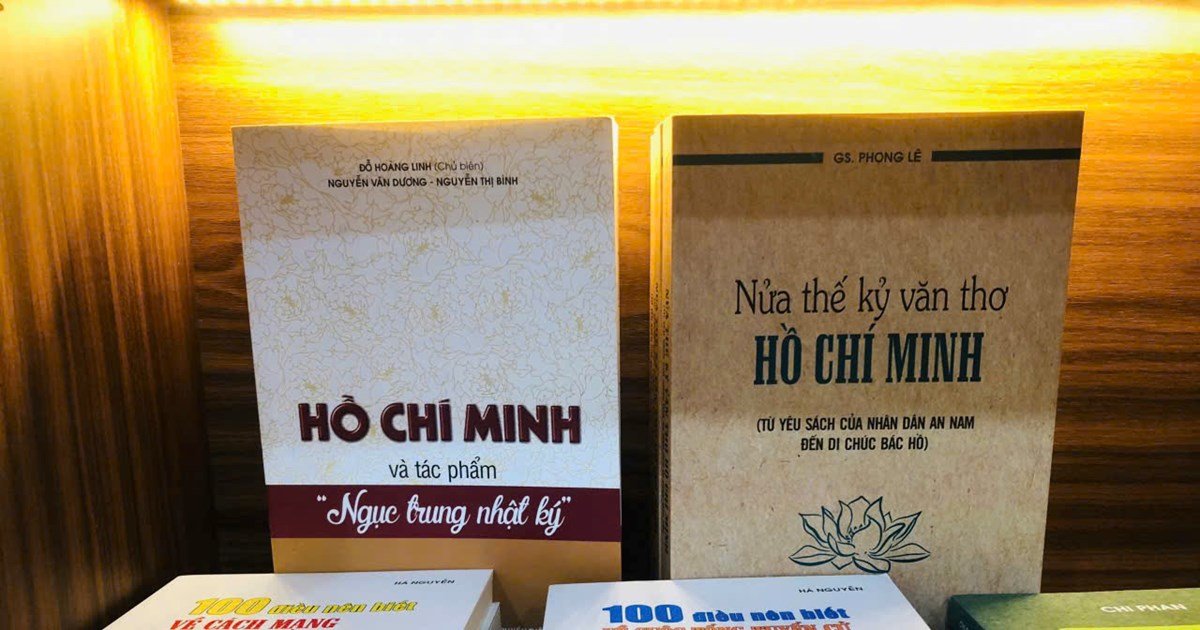 ĐỖ HOÀNG LINH (Chủ biên)
NGUYỄN VĂN DƯƠNG - NGUYỄN THỊ BÌNH
HỒ CHÍ MINH
và tác phẩm
"Ngục trung nhật ký"
GS. PHONG LÊ
Nửa thế kỷ văn thơ
HỒ CHÍ MINH
(TỪ YÊU SÁCH CỦA NHÂN DÂN AN NAM
ĐẾN DI CHÚC BÁC HỒ)
HÀ NGUYÊN
100 điều nên biết
VỀ CÁCH MẠNG
HÀ NGUYÊN
100 điều nên biết
CHI PHAN